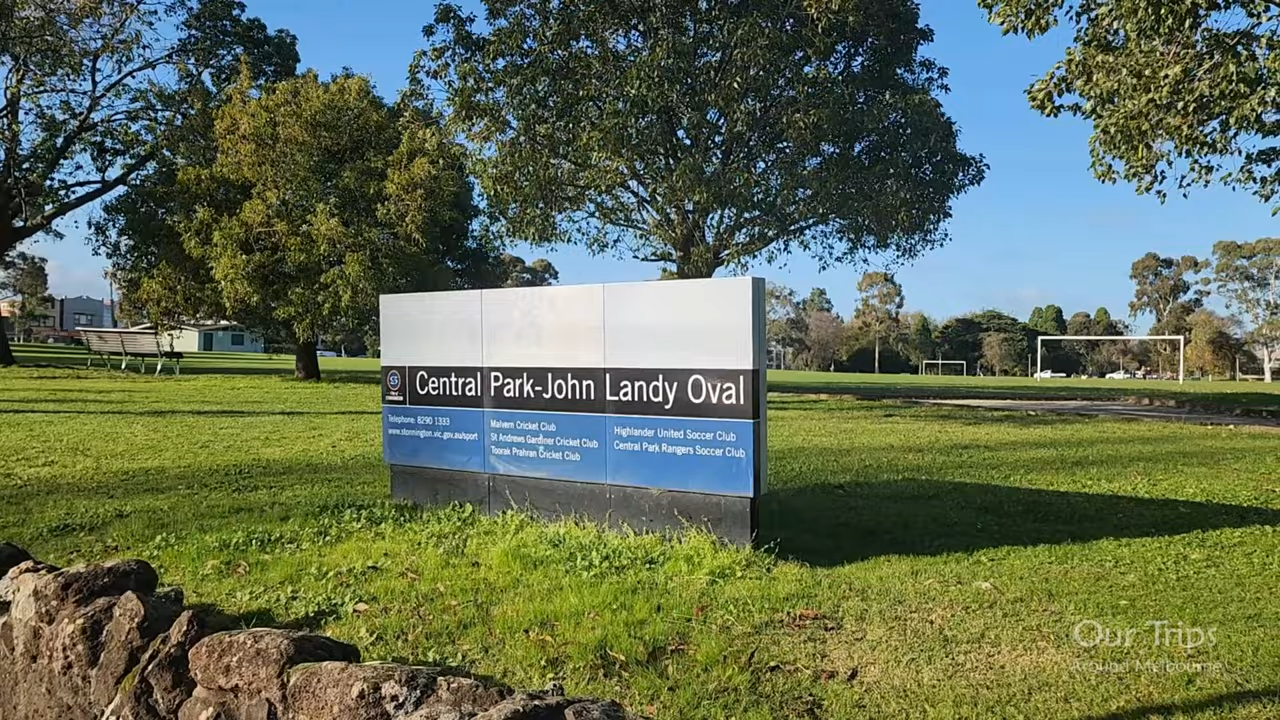 Central Park-John Landy Oval
Telephone: 8290 1333
www.stonnington.vic.gov.au/sport
Malvern Cricket Club
St Andrews Gardiner Cricket Club
Toorak Prahran Cricket Club
Highlander United Soccer Club
Central Park Rangers Soccer Club
Our Trips
Around Melbourne